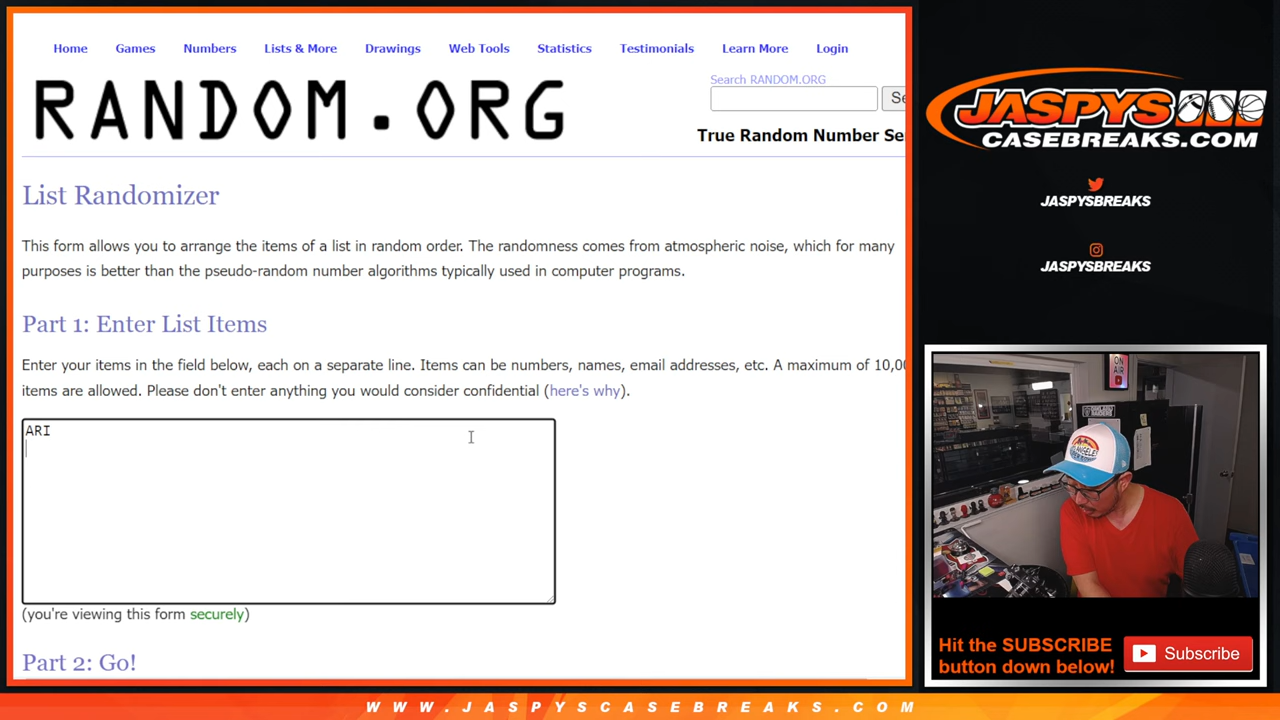 Home Games Numbers Lists & More Drawings Web Tools Statistics Testimonials Learn More Login
RANDOM.ORG
Search RANDOM.ORG
Se
True Random Number Se
List Randomizer
This form allows you to arrange the items of a list in random order. The randomness comes from atmospheric noise, which for many
purposes is better than the pseudo-random number algorithms typically used in computer programs.
Part 1: Enter List Items
Enter your items in the field below, each on a separate line. Items can be numbers, names, email addresses, etc. A maximum of 10,00
items are allowed. Please don't enter anything you would consider confidential (here's why).
ARI
(you're viewing this form securely)
Part 2: Go!
JASPYS
CASEBREAKS.COM
JASPYSBREAKS
JASPYSBREAKS
ON
AIR
Hit the SUBSCRIBE
button down below!
Subscribe
WWW.JASPYSCASEBREAKS.COM